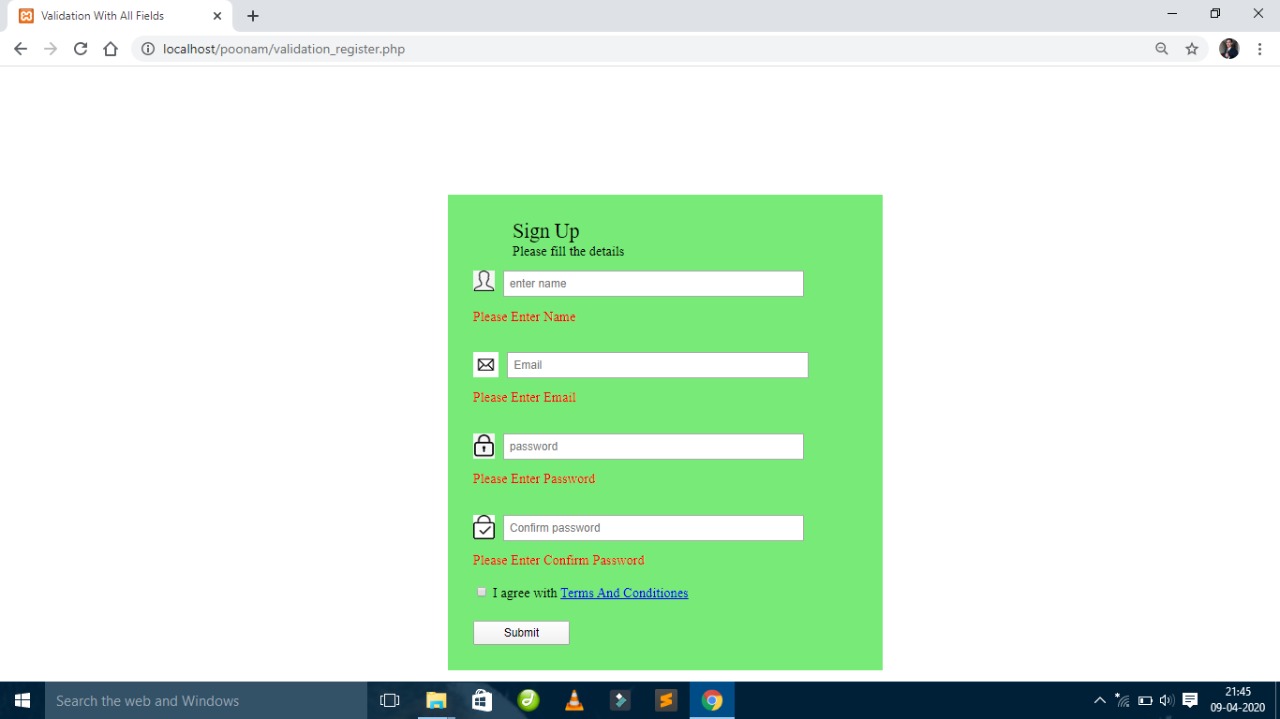 Validation With All Fields
localhost/poonam/validation_register.php
Sign Up
Please fill the details
enter name
Please Enter Name
Email
Please Enter Email
password
Please Enter Password
Confirm password
Please Enter Confirm Password
I agree with Terms And Conditiones
Submit
Search the web and Windows
21:45
09-04-2020